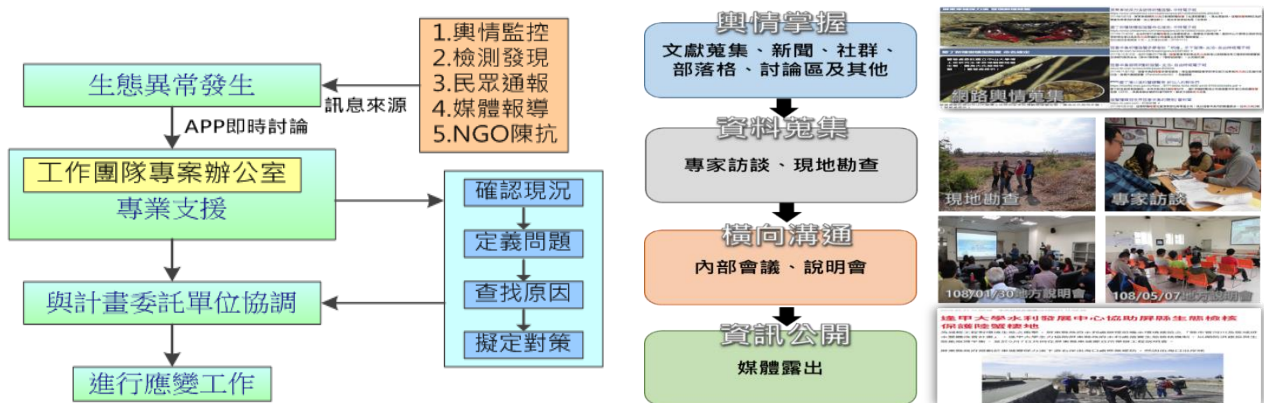 1.輿情監控
2.檢測發現
3.民眾通報
4.媒體報導
5.NGO陳抗
訊息來源
生態異常發生
APP即時討論
工作團隊專案辦公室
專業支援
確認現況
定義問題
查找原因
擬定對策
與計畫委託單位協調
進行應變工作
輿情掌握
文獻蒐集、新聞、社群、
部落格、討論區及其他
資料蒐集
專家訪談、現地勘查
橫向溝通
內部會議、說明會
資訊公開
媒體露出
網路輿情蒐集
現地勘查
專家訪談
108/01/30地方說明會
108/05/07地方說明會
逢甲大學水利發展中心協助屏縣生態檢核
保護陸蟹棲地